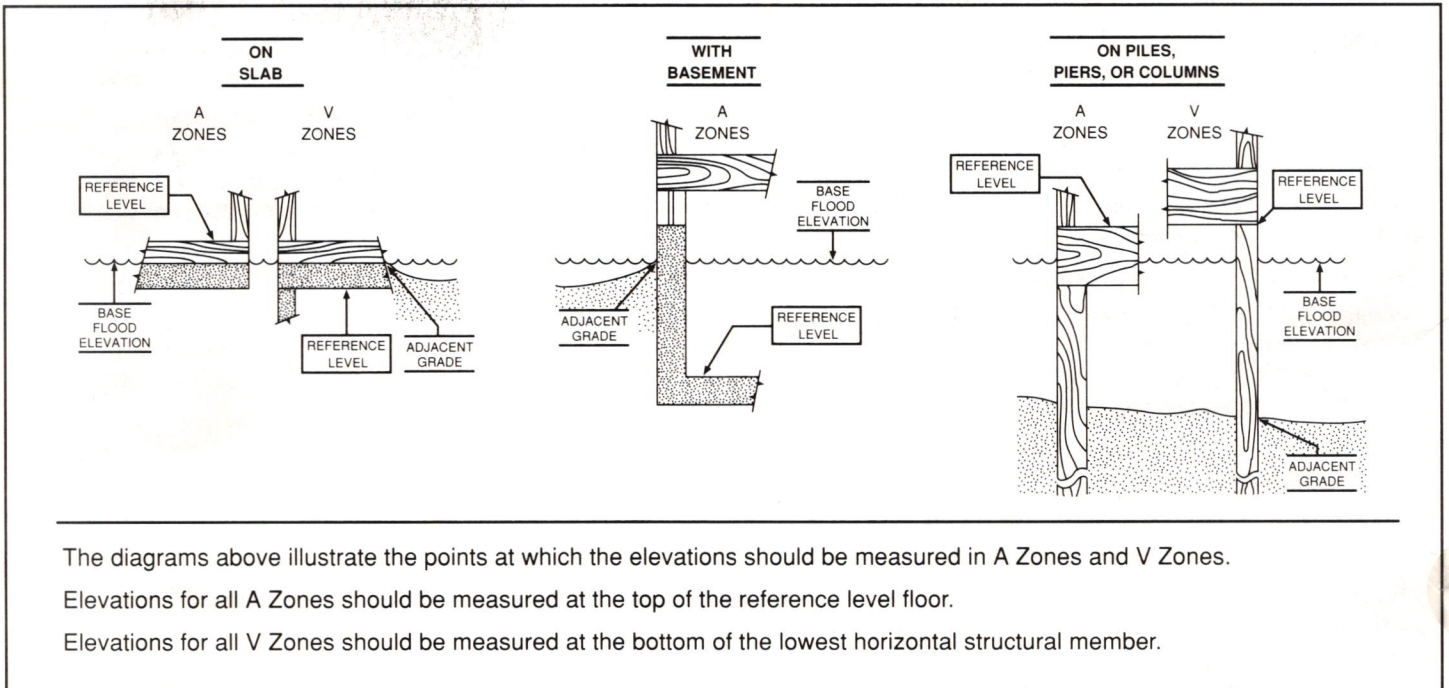 ON
SLAB
A
ZONES
V
ZONES
REFERENCE
LEVEL
BASE
FLOOD
ELEVATION
REFERENCE
LEVEL
ADJACENT
GRADE
WITH
BASEMENT
A
ZONES
BASE
FLOOD
ELEVATION
ADJACENT
GRADE
REFERENCE
LEVEL
ON PILES,
PIERS, OR COLUMNS
A
ZONES
V
ZONES
REFERENCE
LEVEL
REFERENCE
LEVEL
BASE
FLOOD
ELEVATION
ADJACENT
GRADE
The diagrams above illustrate the points at which the elevations should be measured in A Zones and V Zones.
Elevations for all A Zones should be measured at the top of the reference level floor.
Elevations for all V Zones should be measured at the bottom of the lowest horizontal structural member.